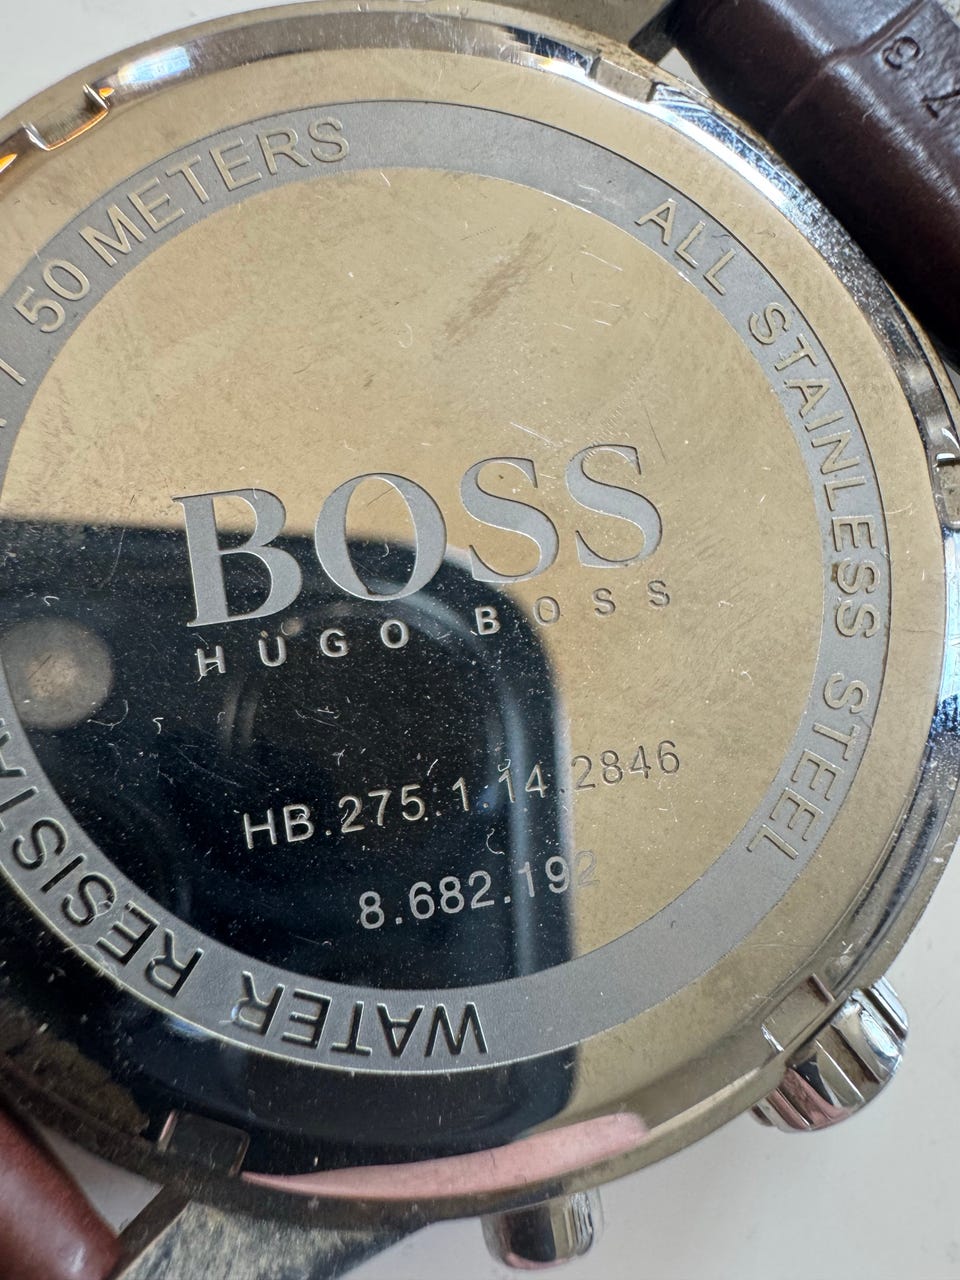 BOSS
HUGO BOSS
HB.275.1.14.2846
8.682.192
ALL STAINLESS STEEL
WATER
50 METERS